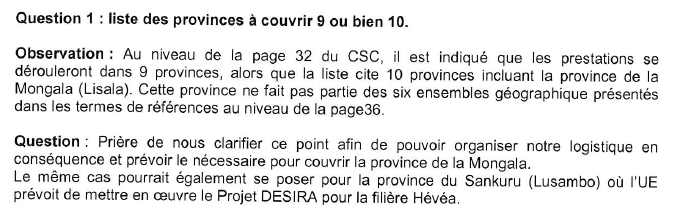 Question 1 : liste des provinces à couvrir 9 ou bien 10.
Observation : Au niveau de la page 32 du CSC, il est indiqué que les prestations se
dérouleront dans 9 provinces, alors que la liste cite 10 provinces incluant la province de la
Mongala (Lisala). Cette province ne fait pas partie des six ensembles géographique présentés
dans les termes de références au niveau de la page36.
Question : Prière de nous clarifier ce point afin de pouvoir organiser notre logistique en
conséquence et prévoir le nécessaire pour couvrir la province de la Mongala.
Le même cas pourrait également se poser pour la province du Sankuru (Lusambo) où l'UE
prévoit de mettre en œuvre le Projet DESIRA pour la filière Hévéa.